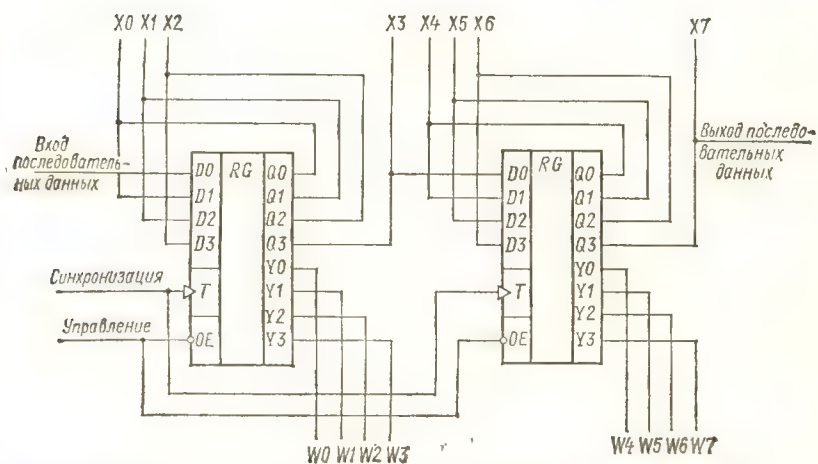 X0 X1 X2 X3 X4 X5 X6 X7
Вход
последователь-
ных данных
Выход последо-
вательных
данных
RG
D0
D1
D2
D3
T
OE
Q0
Q1
Q2
Q3
Y0
Y1
Y2
Y3
Синхронизация
Управление
RG
D0
D1
D2
D3
T
OE
Q0
Q1
Q2
Q3
Y0
Y1
Y2
Y3
W0 W1 W2 W3
W4 W5 W6 W7